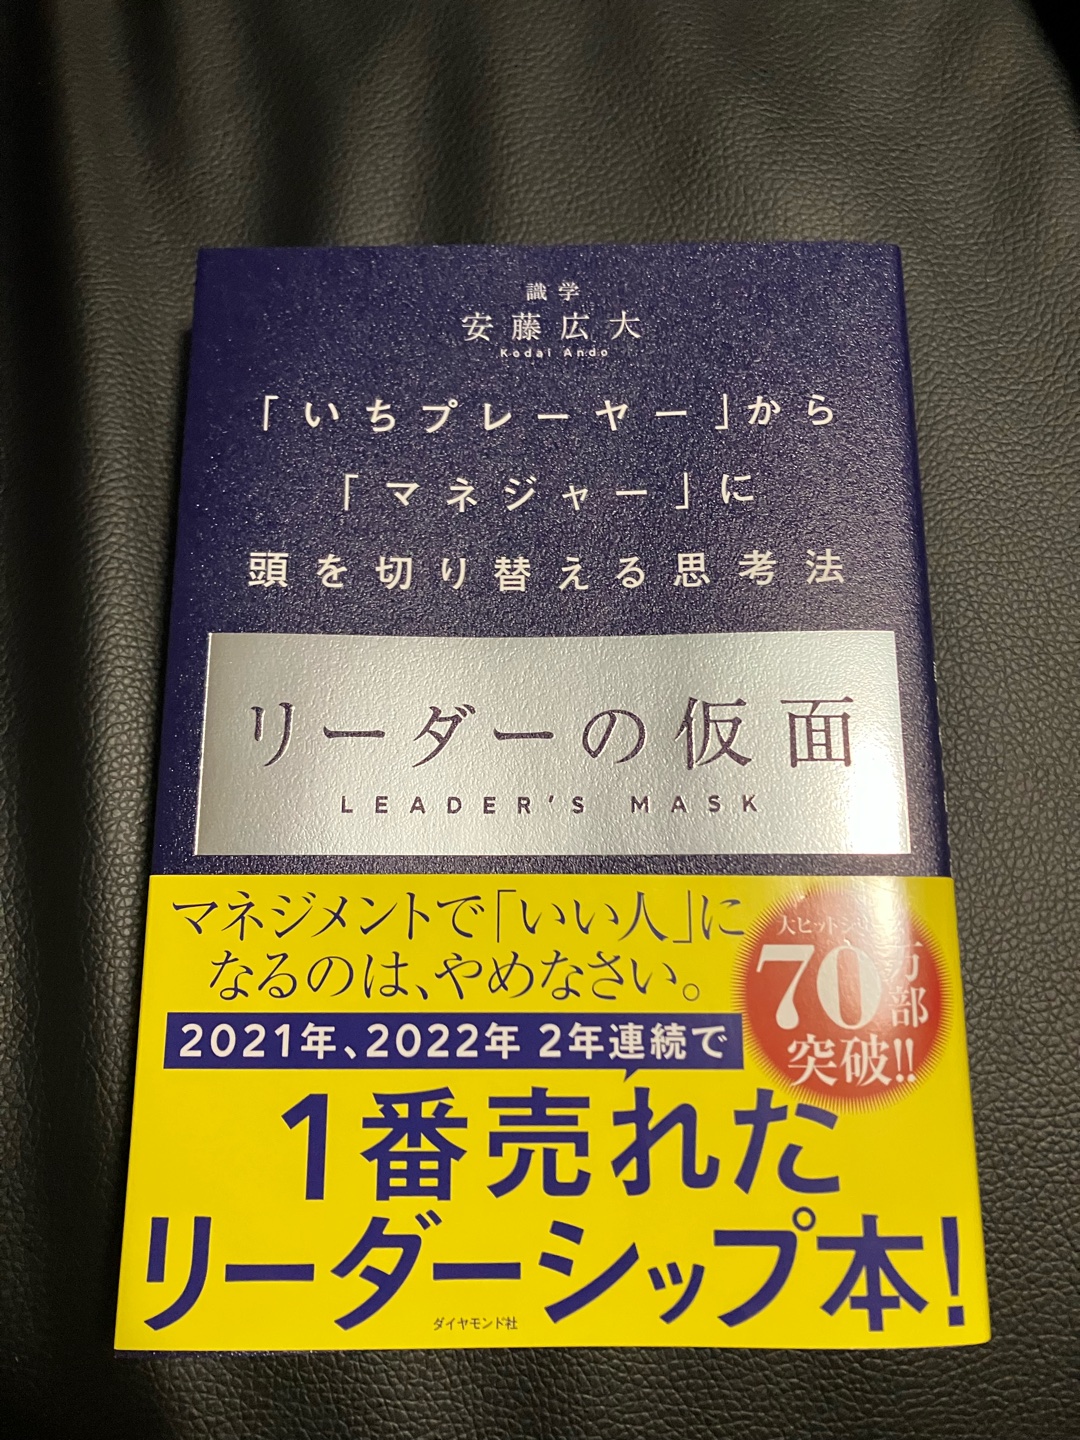 識学
安藤広大
Kodai Ando
「いちプレーヤー」から
「マネジャー」に
頭を切り替える思考法
リーダーの仮面
LEADER'S MASK
マネジメントで「いい人」に
なるのは、やめなさい。
大ヒット
70万部
突破!!
2021年、2022年 2年連続で
1番売れた
リーダーシップ本!
ダイヤモンド社